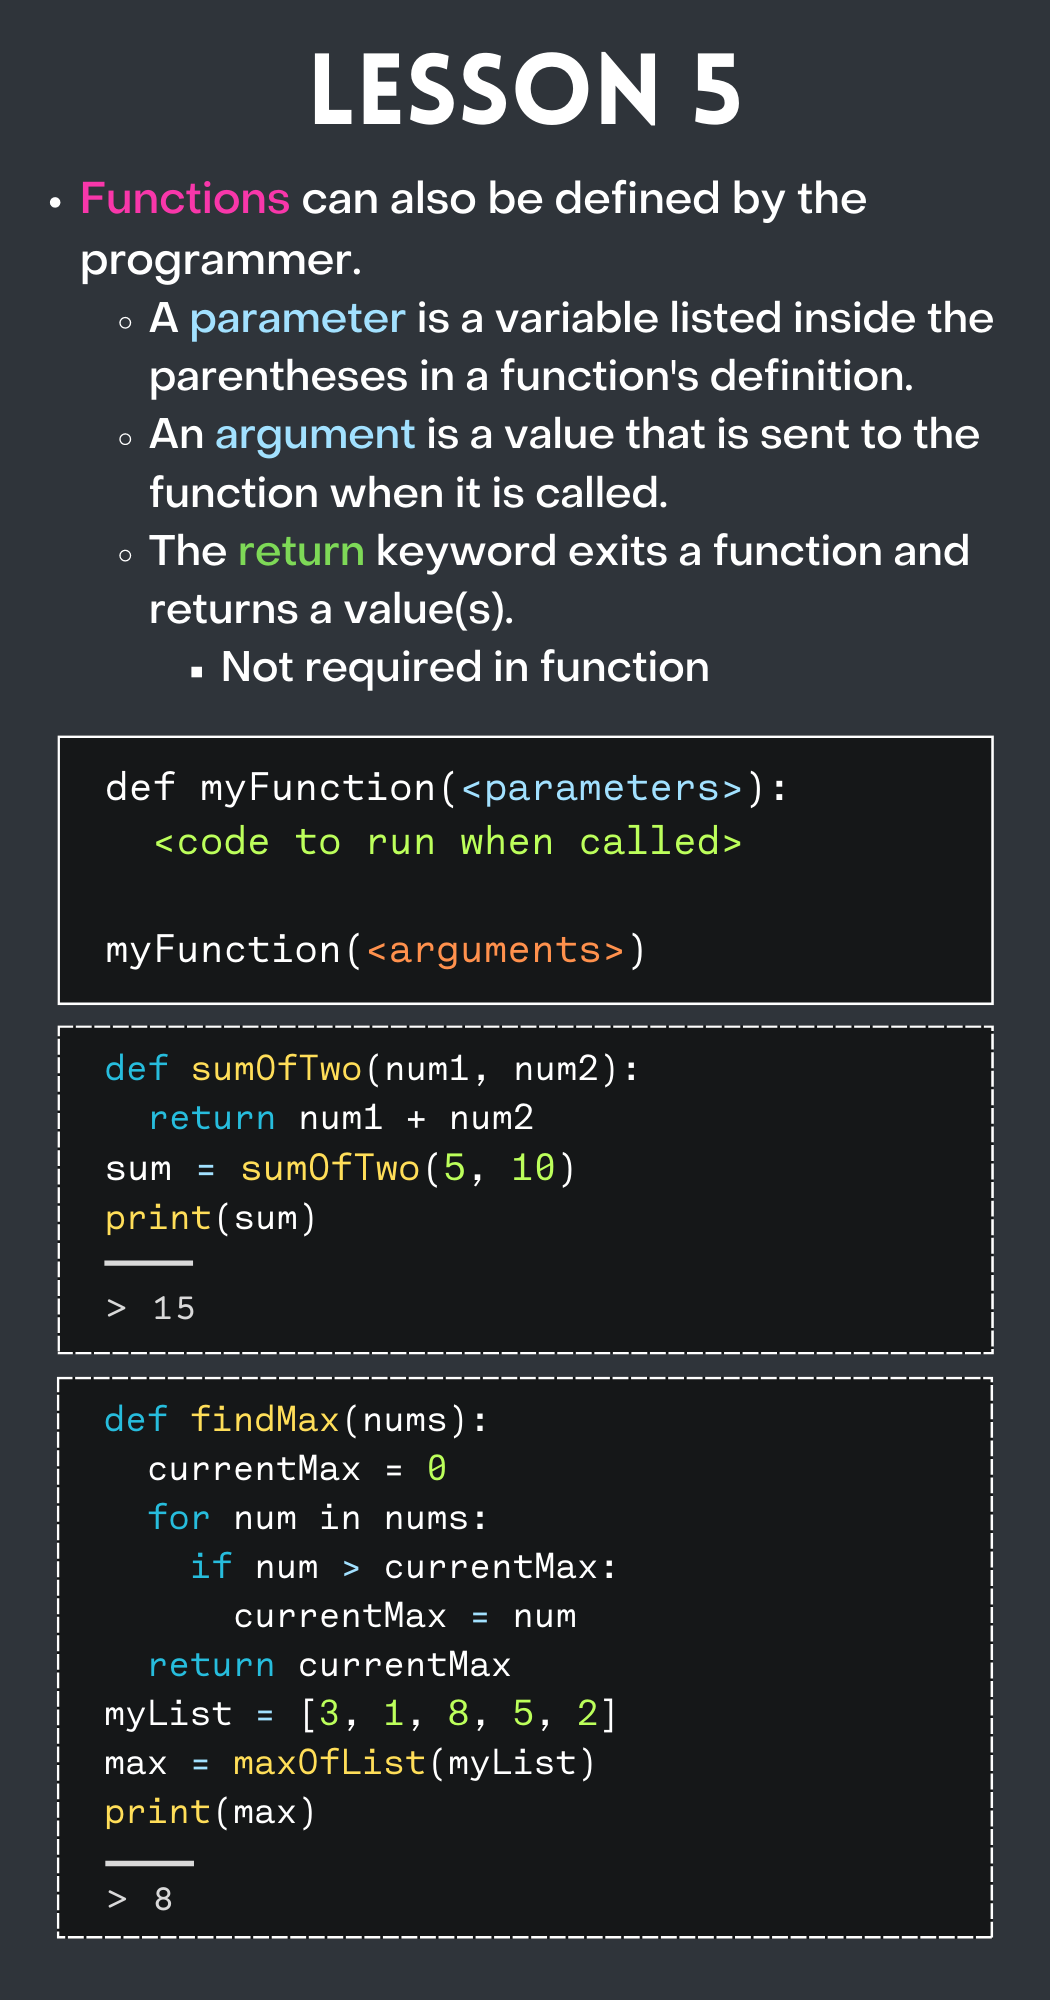 LESSON 5
• Functions can also be defined by the
programmer.
○ A parameter is a variable listed inside the
parentheses in a function's definition.
○ An argument is a value that is sent to the
function when it is called.
○ The return keyword exits a function and
returns a value(s).
▪ Not required in function
def myFunction(<parameters>):
  <code to run when called>
myFunction(<arguments>)
def sumOfTwo(num1, num2):
  return num1 + num2
sum = sumOfTwo(5, 10)
print(sum)
> 15
def findMax(nums):
  currentMax = 0
  for num in nums:
    if num > currentMax:
      currentMax = num
  return currentMax
myList = [3, 1, 8, 5, 2]
max = maxOfList(myList)
print(max)
> 8